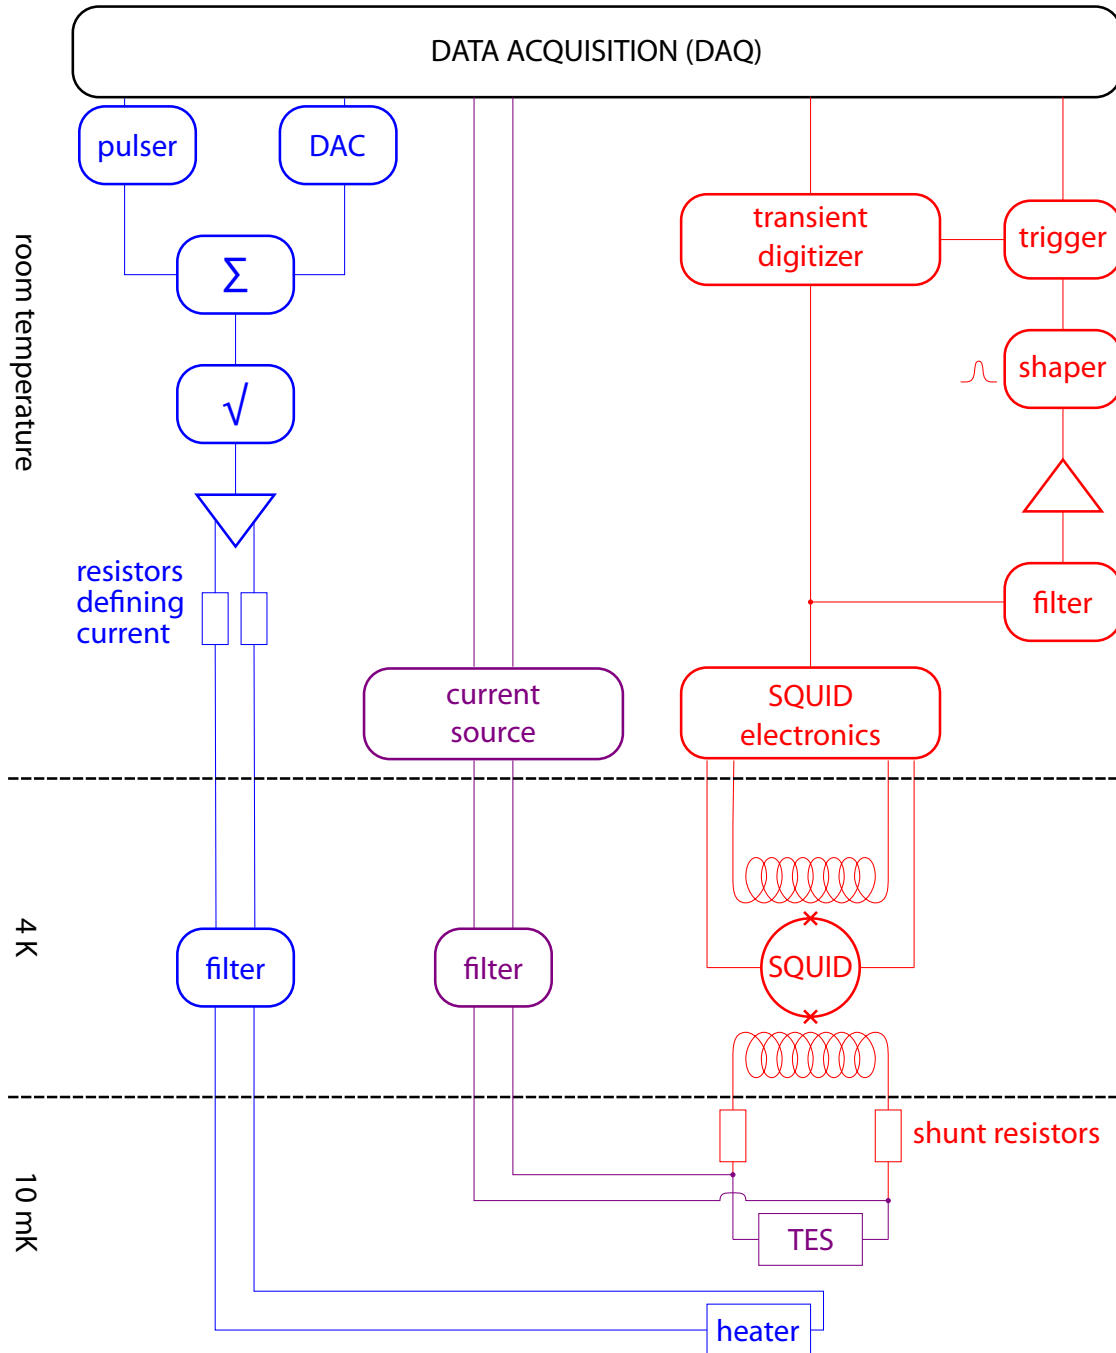 DATA ACQUISITION (DAQ)
pulser
DAC
transient
digitizer
trigger
Σ
room temperature
shaper
√
resistors
defining
current
filter
current
source
SQUID
electronics
4 K
filter
filter
SQUID
shunt resistors
10 mK
TES
heater